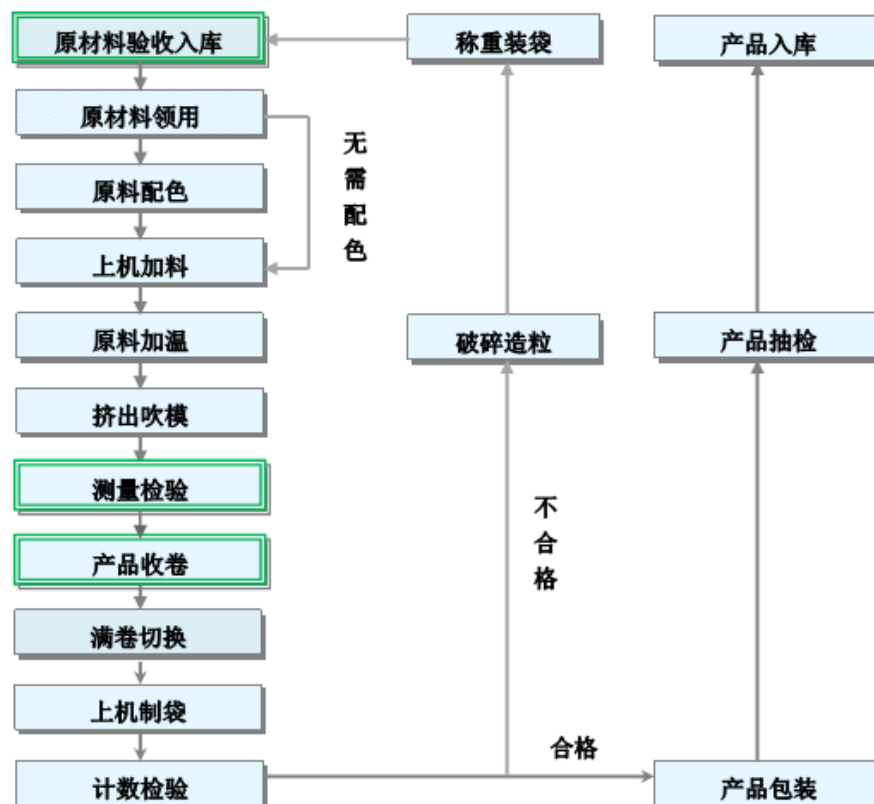 原材料验收入库
称重装袋
产品入库
原材料领用
无需配色
原料配色
上机加料
原料加温
破碎造粒
产品抽检
挤出吹模
测量检验
不合格
产品收卷
满卷切换
上机制袋
合格
计数检验
产品包装